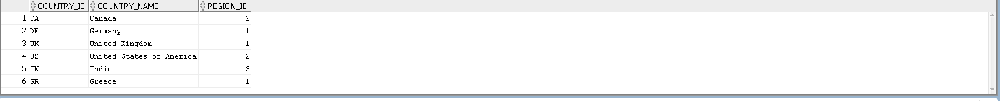 COUNTRY_ID COUNTRY_NAME REGION_ID
1 CA Canada 2
2 DE Germany 1
3 UK United Kingdom 1
4 US United States of America 2
5 IN India 3
6 GR Greece 1